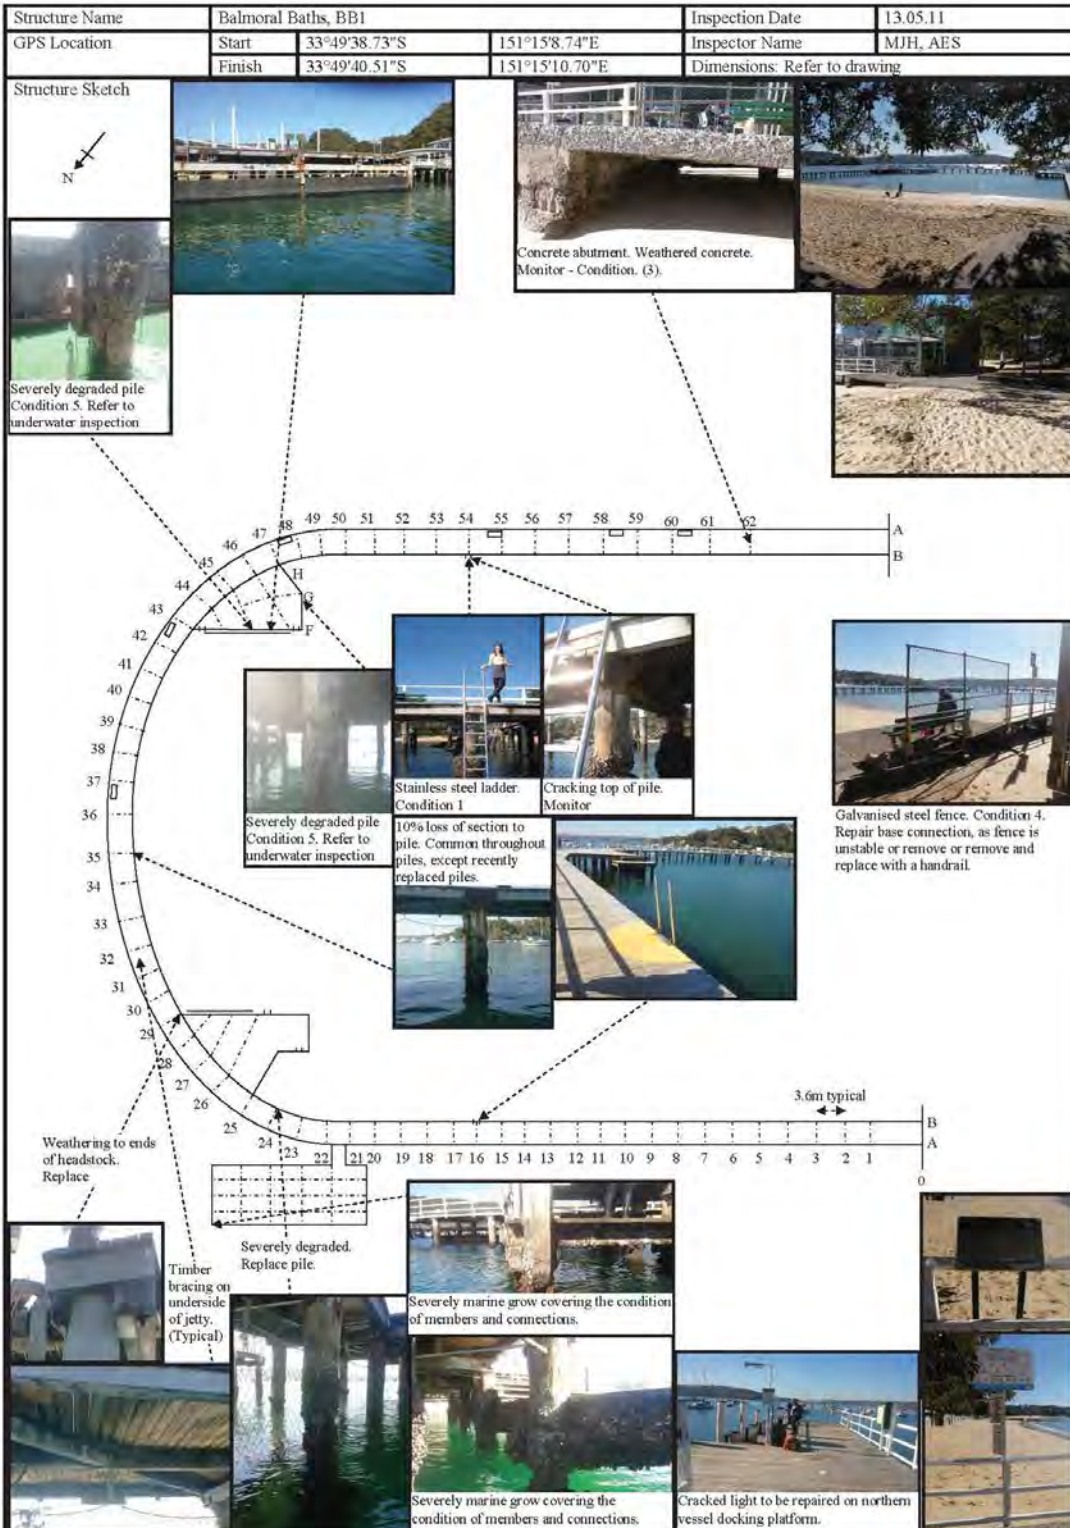 Structure Name Balmoral Baths, BB1 Inspection Date 13.05.11
GPS Location Start 33°49'38.73"S 151°15'8.74"E Inspector Name MJH, AES
Finish 33°49'40.51"S 151°15'10.70"E Dimensions: Refer to drawing
Structure Sketch
N
Concrete abutment. Weathered concrete.
Monitor - Condition. (3).
Severely degraded pile
Condition 5. Refer to
underwater inspection
43 44 45 46 47 48 49 50 51 52 53 54 55 56 57 58 59 60 61 62
A
B
H
G
F
42
41
40
39
38
37
36
35
34
33
32
31
30
29
28
27
26
25
24
23
Severely degraded pile
Condition 5. Refer to
underwater inspection
Stainless steel ladder.
Condition 1
Cracking top of pile.
Monitor
10% loss of section to
pile. Common throughout
piles, except recently
replaced piles.
Galvanised steel fence. Condition 4.
Repair base connection, as fence is
unstable or remove or remove and
replace with a handrail.
3.6m typical
B
A
22 21 20 19 18 17 16 15 14 13 12 11 10 9 8 7 6 5 4 3 2 1
0
Weathering to ends
of headstock.
Replace
Timber
bracing on
underside
of jetty.
(Typical)
Severely degraded.
Replace pile.
Severely marine grow covering the condition
of members and connections.
Severely marine grow covering the
condition of members and connections.
Cracked light to be repaired on northern
vessel docking platform.